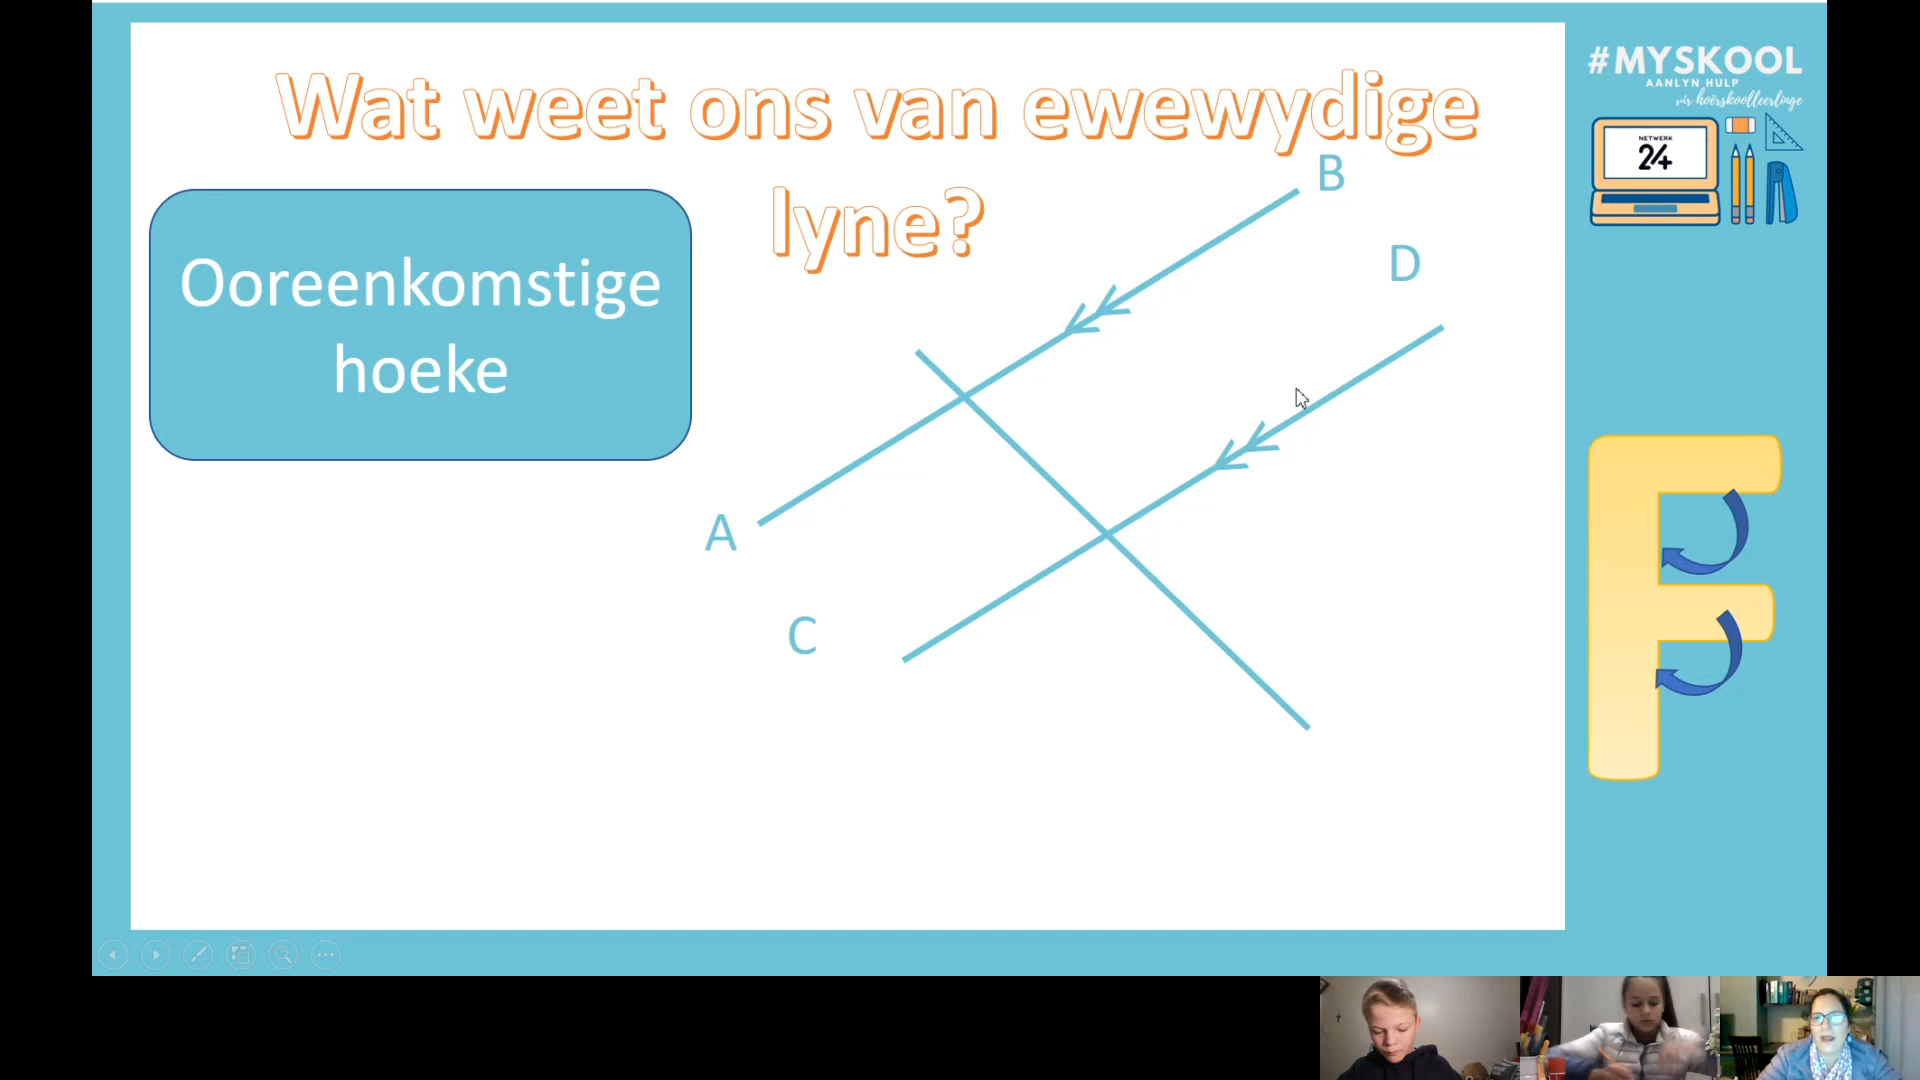 Wat weet ons van ewewydige
lyne?
Ooreenkomstige
hoeke
B
D
A
C
#MYSKOOL
AANLYN HULP
vir hoërskoolleerlinge
NETWERK
24
F